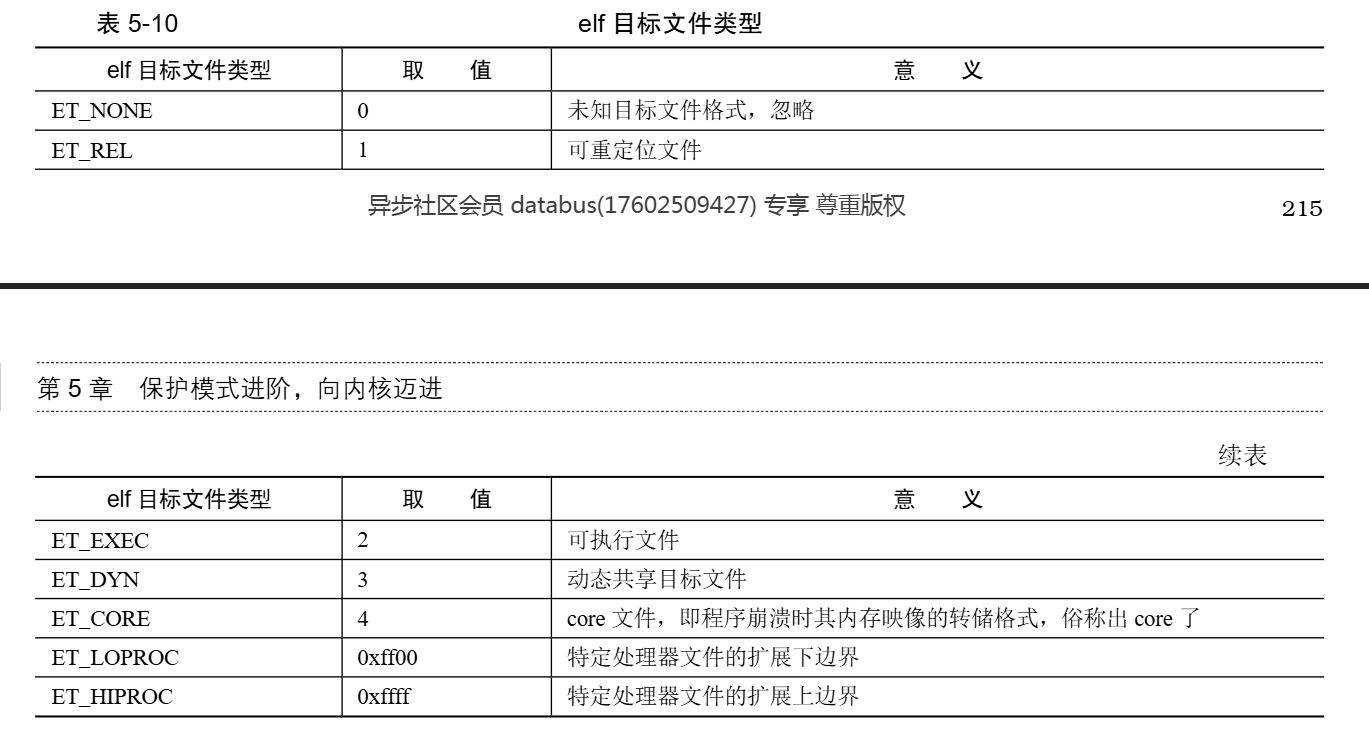 表 5-10 elf 目标文件类型
elf 目标文件类型 取 值 意 义
ET_NONE 0 未知目标文件格式，忽略
ET_REL 1 可重定位文件
异步社区会员 databus(17602509427) 专享 尊重版权
215
第 5 章 保护模式进阶，向内核迈进
续表
elf 目标文件类型 取 值 意 义
ET_EXEC 2 可执行文件
ET_DYN 3 动态共享目标文件
ET_CORE 4 core 文件，即程序崩溃时其内存映像的转储格式，俗称出 core 了
ET_LOPROC 0xff00 特定处理器文件的扩展下边界
ET_HIPROC 0xffff 特定处理器文件的扩展上边界